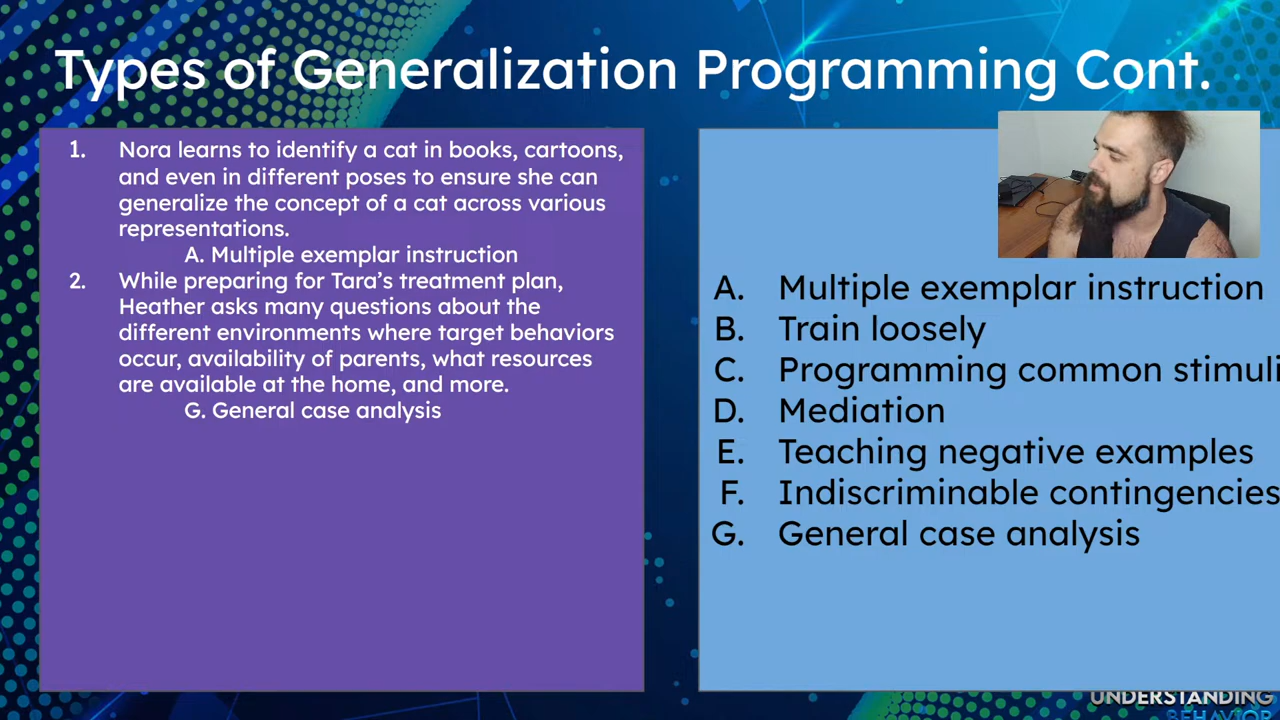 Types of Generalization Programming Cont.
1. Nora learns to identify a cat in books, cartoons,
and even in different poses to ensure she can
generalize the concept of a cat across various
representations.
A. Multiple exemplar instruction
2. While preparing for Tara’s treatment plan,
Heather asks many questions about the
different environments where target behaviors
occur, availability of parents, what resources
are available at the home, and more.
G. General case analysis
A. Multiple exemplar instruction
B. Train loosely
C. Programming common stimuli
D. Mediation
E. Teaching negative examples
F. Indiscriminable contingencies
G. General case analysis
UNDERSTANDING
BEHAVIOR